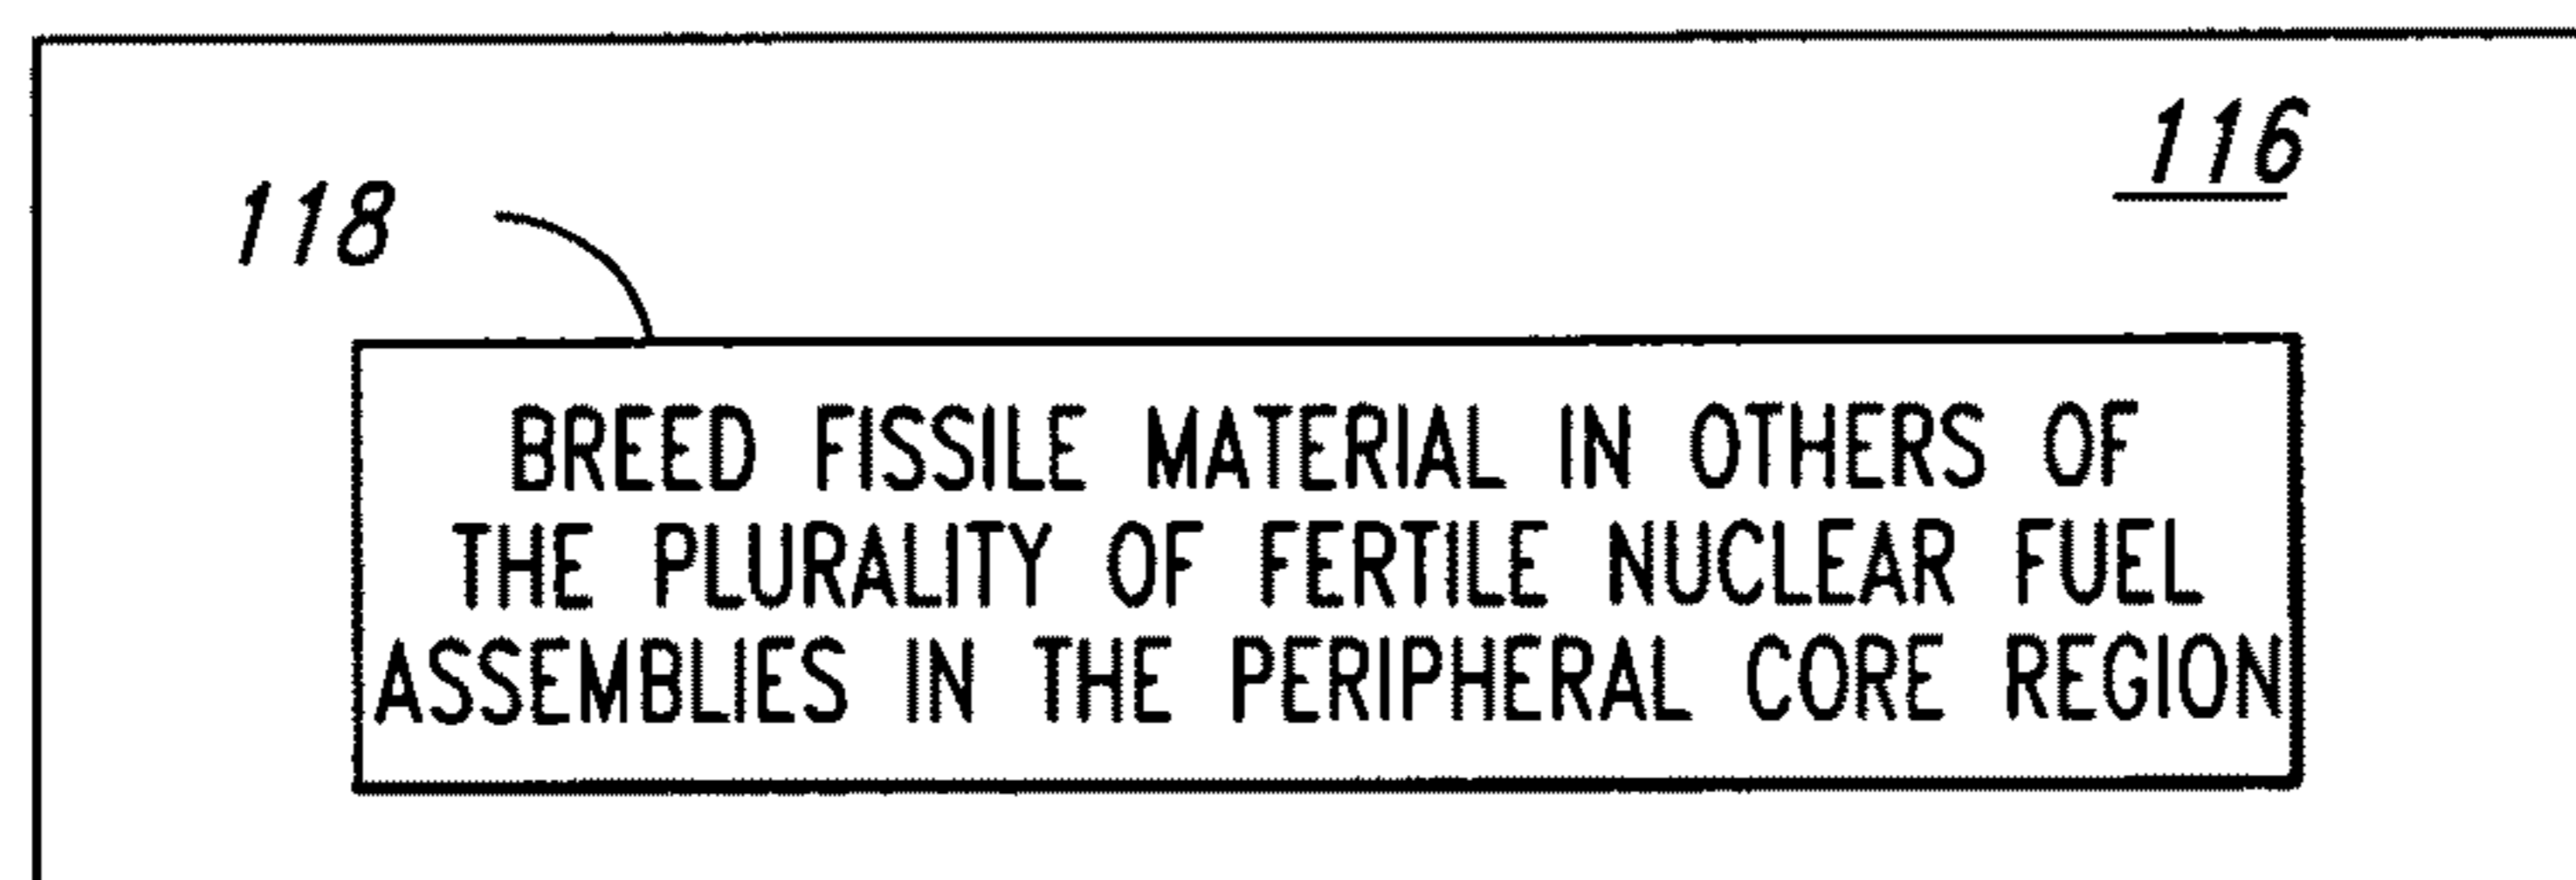 116
118
BREED FISSILE MATERIAL IN OTHERS OF
THE PLURALITY OF FERTILE NUCLEAR FUEL
ASSEMBLIES IN THE PERIPHERAL CORE REGION